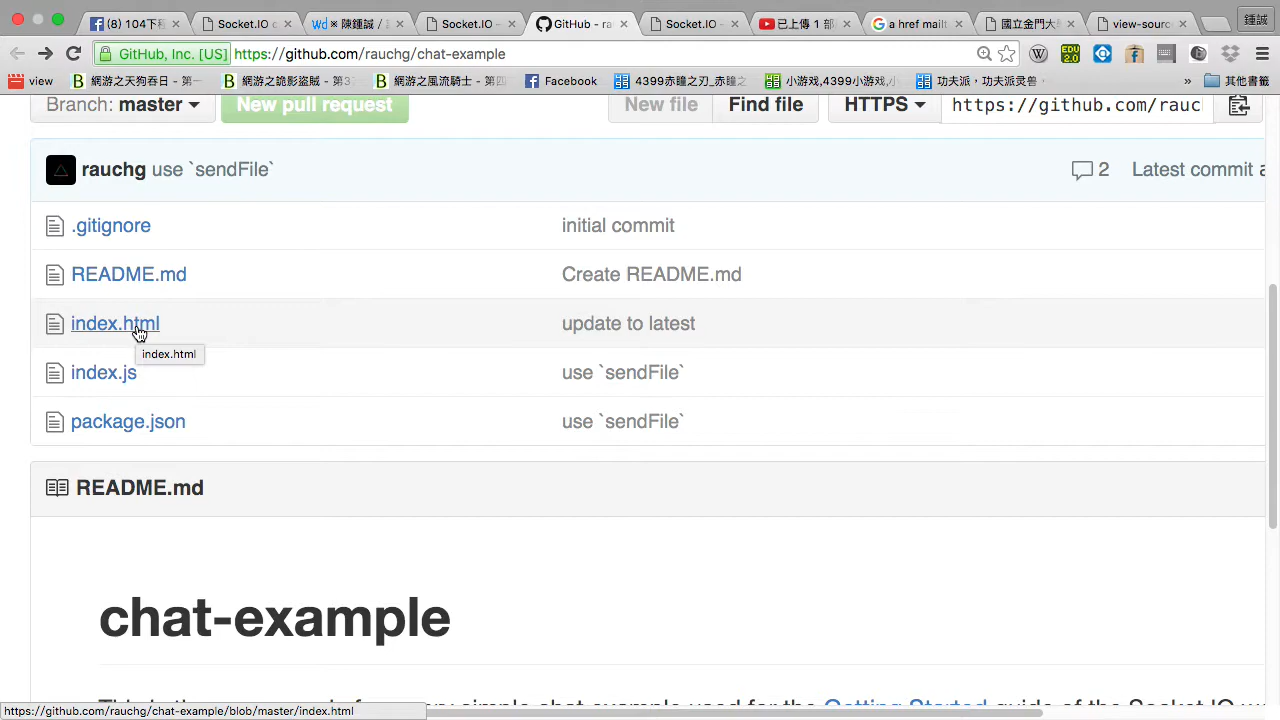 (8) 104下程
Socket.IO c
Wd ※ 陳鍾誠 /
Socket.IO –
GitHub - ra
Socket.IO –
已上傳 1 部
a href mailt
國立金門大
view-sourc
鍾誠
GitHub, Inc. [US] https://github.com/rauchg/chat-example
view
網游之天狗吞日 - 第一
網游之詭影盜賊 - 第
網游之風流騎士 - 第四
Facebook
4399赤瞳之刃_赤瞳之
小游戏,4399小游戏,小
功夫派，功夫派灵兽
»
其他書籤
Branch: master
New pull request
New file
Find file
HTTPS
https://github.com/rauc
rauchg use `sendFile`
2
Latest commit a
.gitignore
initial commit
README.md
Create README.md
index.html
update to latest
index.html
index.js
use `sendFile`
package.json
use `sendFile`
README.md
chat-example
https://github.com/rauchg/chat-example/blob/master/index.html